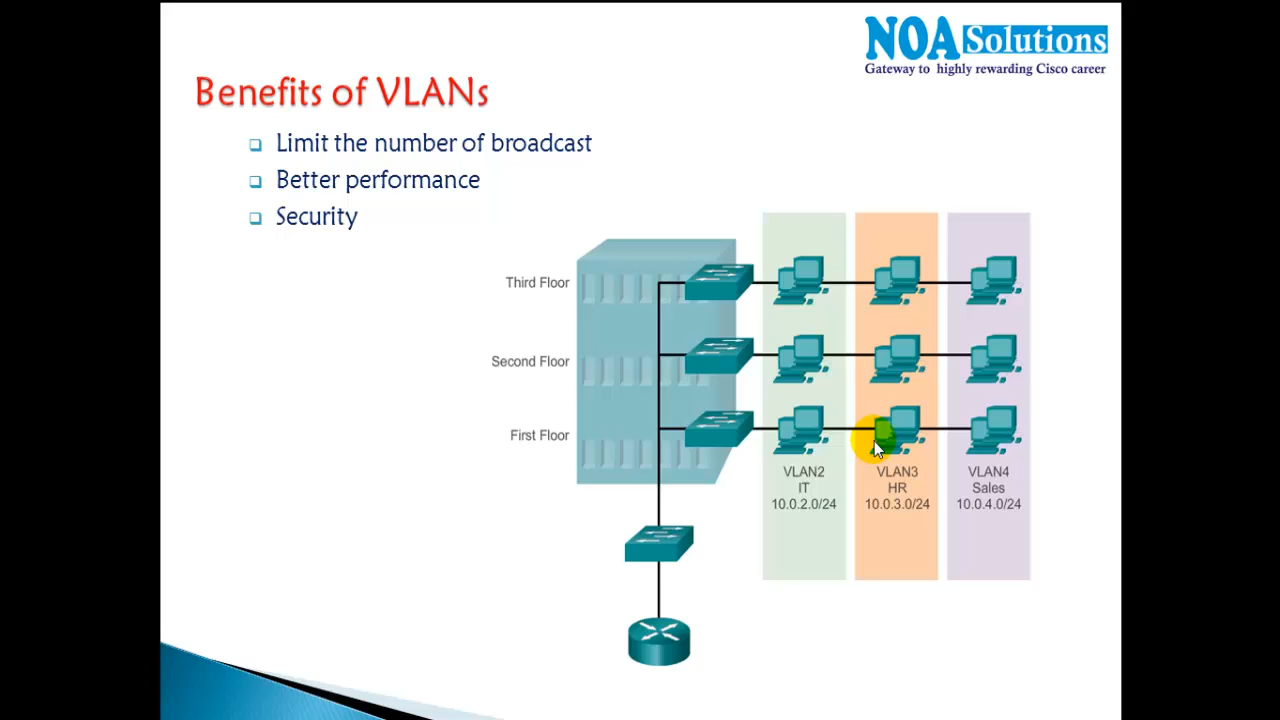 NOA Solutions
Gateway to highly rewarding Cisco career
Benefits of VLANs
Limit the number of broadcast
Better performance
Security
Third Floor
Second Floor
First Floor
VLAN2
IT
10.0.2.0/24
VLAN3
HR
10.0.3.0/24
VLAN4
Sales
10.0.4.0/24